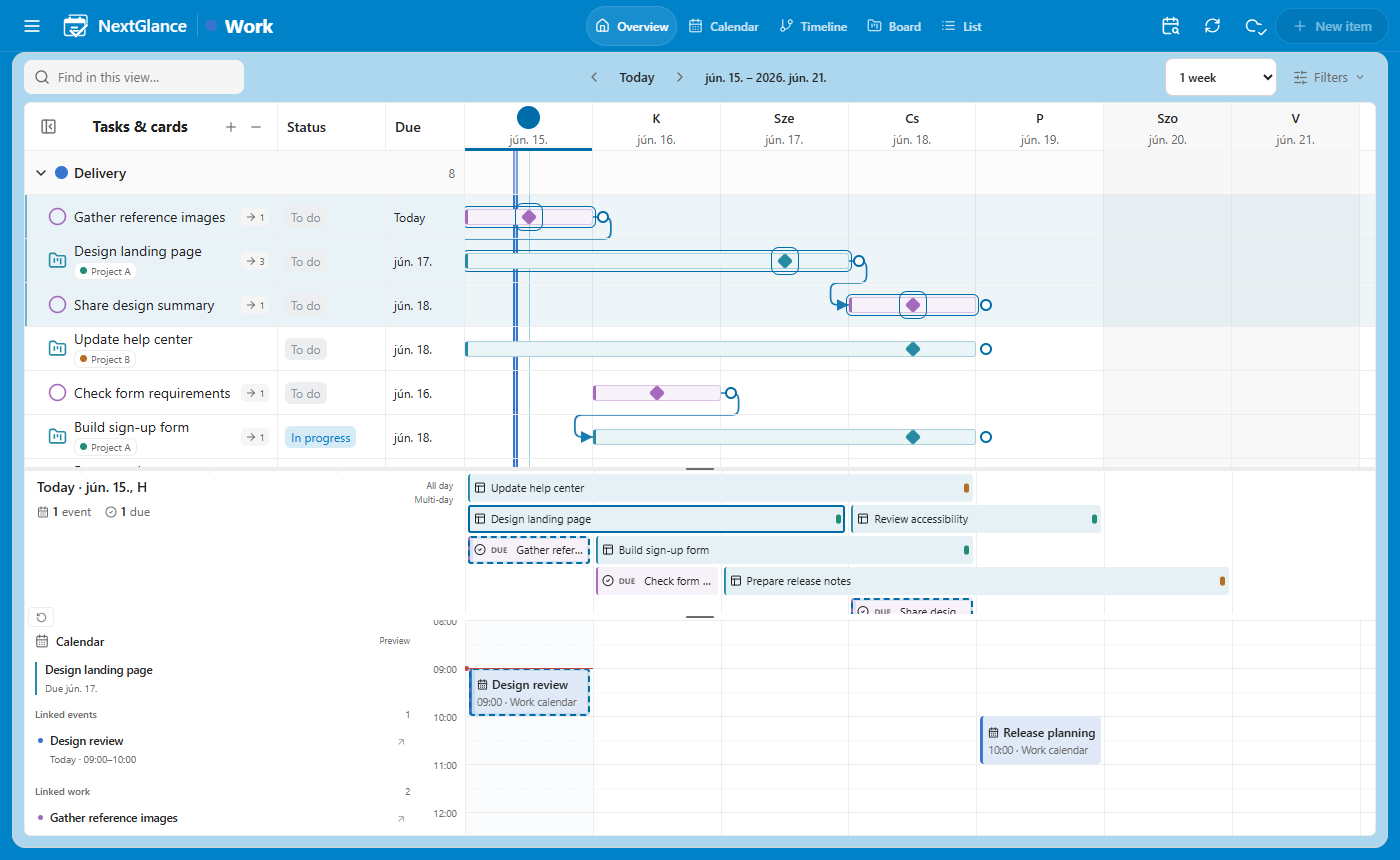 NextGlance
Work
Overview
Calendar
Timeline
Board
List
New item
Find in this view...
Today
jún. 15. – 2026. jún. 21.
1 week
Filters
Tasks & cards
Status
Due
jún. 15.
K
jún. 16.
Sze
jún. 17.
Cs
jún. 18.
P
jún. 19.
Szo
jún. 20.
V
jún. 21.
Delivery
8
Gather reference images
→ 1
To do
Today
Design landing page
Project A
→ 3
To do
jún. 17.
Share design summary
→ 1
To do
jún. 18.
Update help center
Project B
To do
jún. 18.
Check form requirements
→ 1
To do
jún. 16.
Build sign-up form
Project A
→ 1
In progress
jún. 18.
Today · jún. 15., H
1 event
1 due
All day
Multi-day
Update help center
Design landing page
Review accessibility
DUE Gather refer...
Build sign-up form
DUE Check form ...
Prepare release notes
DUE Share desig...
Calendar
Preview
Design landing page
Due jún. 17.
Linked events
1
Design review
Today · 09:00–10:00
Linked work
2
Gather reference images
08:00
09:00
10:00
11:00
12:00
Design review
09:00 · Work calendar
Release planning
10:00 · Work calendar